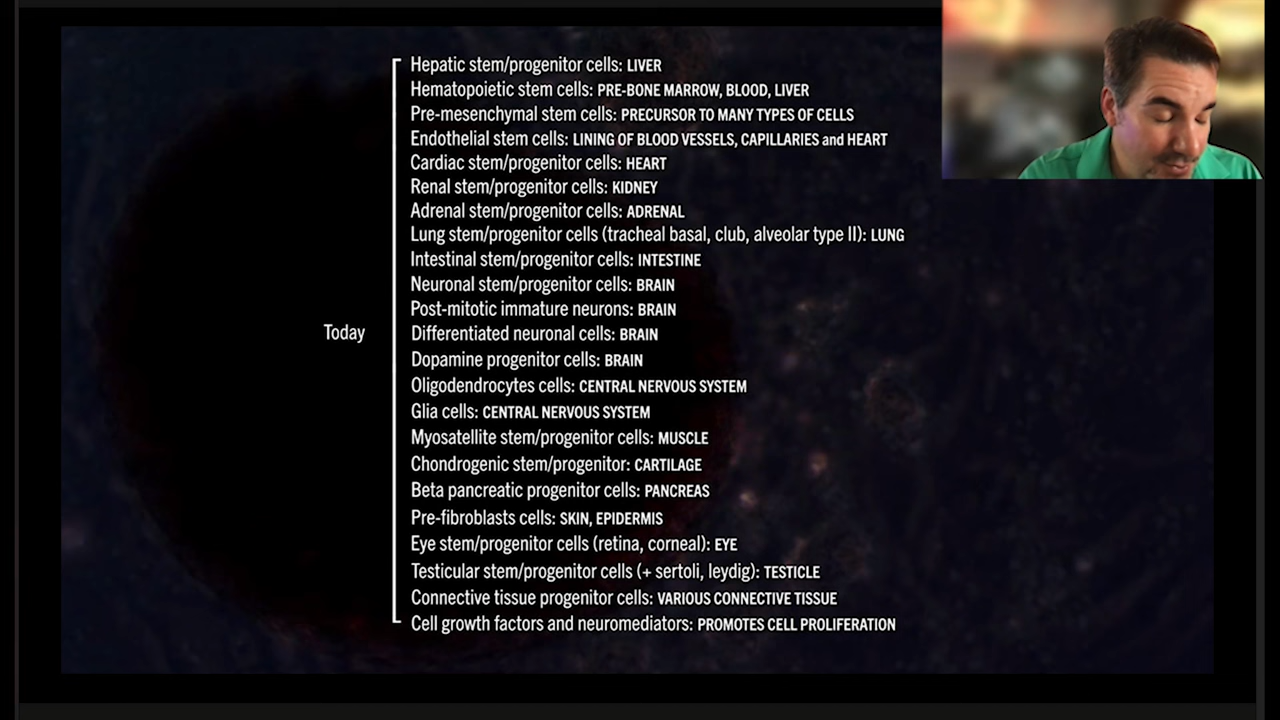 Hepatic stem/progenitor cells: LIVER
Hematopoietic stem cells: PRE-BONE MARROW, BLOOD, LIVER
Pre-mesenchymal stem cells: PRECURSOR TO MANY TYPES OF CELLS
Endothelial stem cells: LINING OF BLOOD VESSELS, CAPILLARIES and HEART
Cardiac stem/progenitor cells: HEART
Renal stem/progenitor cells: KIDNEY
Adrenal stem/progenitor cells: ADRENAL
Lung stem/progenitor cells (tracheal basal, club, alveolar type II): LUNG
Intestinal stem/progenitor cells: INTESTINE
Neuronal stem/progenitor cells: BRAIN
Post-mitotic immature neurons: BRAIN
Today
Differentiated neuronal cells: BRAIN
Dopamine progenitor cells: BRAIN
Oligodendrocytes cells: CENTRAL NERVOUS SYSTEM
Glia cells: CENTRAL NERVOUS SYSTEM
Myosatellite stem/progenitor cells: MUSCLE
Chondrogenic stem/progenitor: CARTILAGE
Beta pancreatic progenitor cells: PANCREAS
Pre-fibroblasts cells: SKIN, EPIDERMIS
Eye stem/progenitor cells (retina, corneal): EYE
Testicular stem/progenitor cells (+ sertoli, leydig): TESTICLE
Connective tissue progenitor cells: VARIOUS CONNECTIVE TISSUE
Cell growth factors and neuromediators: PROMOTES CELL PROLIFERATION